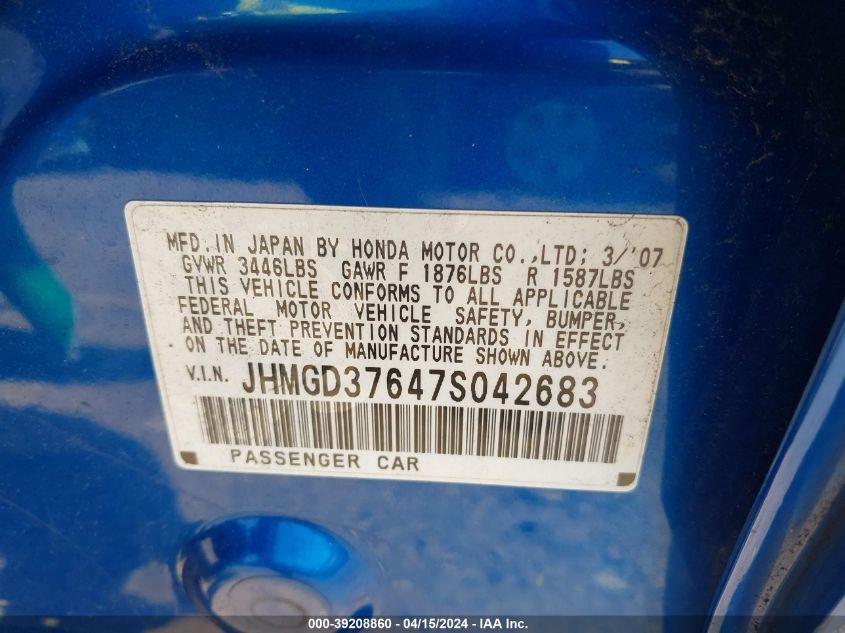 MFD. IN JAPAN BY HONDA MOTOR CO.,LTD; 3/'07
GVWR 3446LBS GAWR F 1876LBS R 1587LBS
THIS VEHICLE CONFORMS TO ALL APPLICABLE
FEDERAL MOTOR VEHICLE SAFETY, BUMPER,
AND THEFT PREVENTION STANDARDS IN EFFECT
ON THE DATE OF MANUFACTURE SHOWN ABOVE.
V.I.N. JHMGD37647S042683
PASSENGER CAR
000-39208860 - 04/15/2024 - IAA Inc.